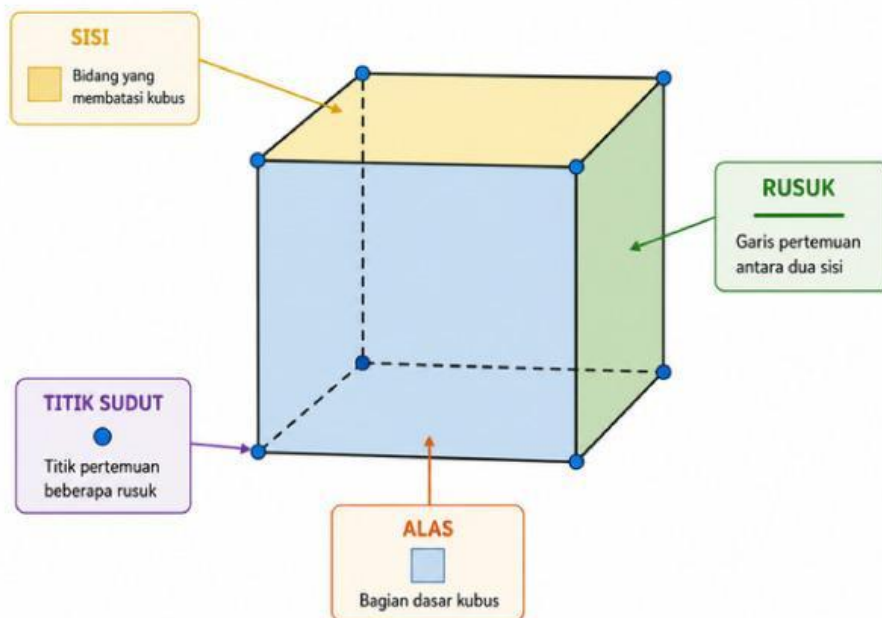 SISI
Bidang yang
membatasi kubus
RUSUK
Garis pertemuan
antara dua sisi
TITIK SUDUT
Titik pertemuan
beberapa rusuk
ALAS
Bagian dasar kubus